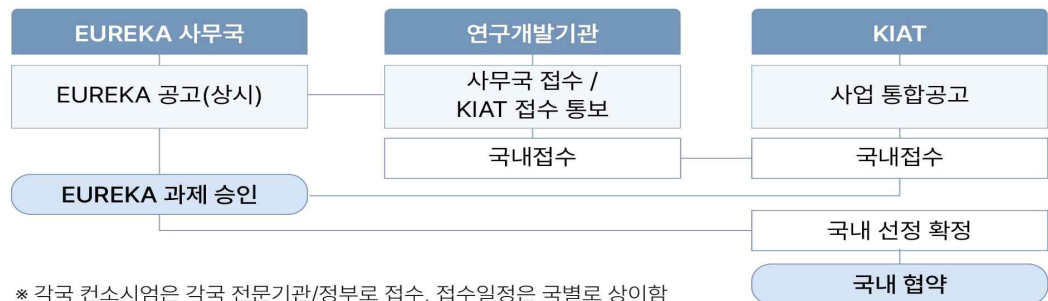 EUREKA 사무국
연구개발기관
KIAT
EUREKA 공고(상시)
사무국 접수 /
KIAT 접수 통보
사업 통합공고
국내접수
국내접수
EUREKA 과제 승인
국내 선정 확정
국내 협약
※ 각국 컨소시엄은 각국 전문기관/정부로 접수, 접수일정은 국별로 상이함